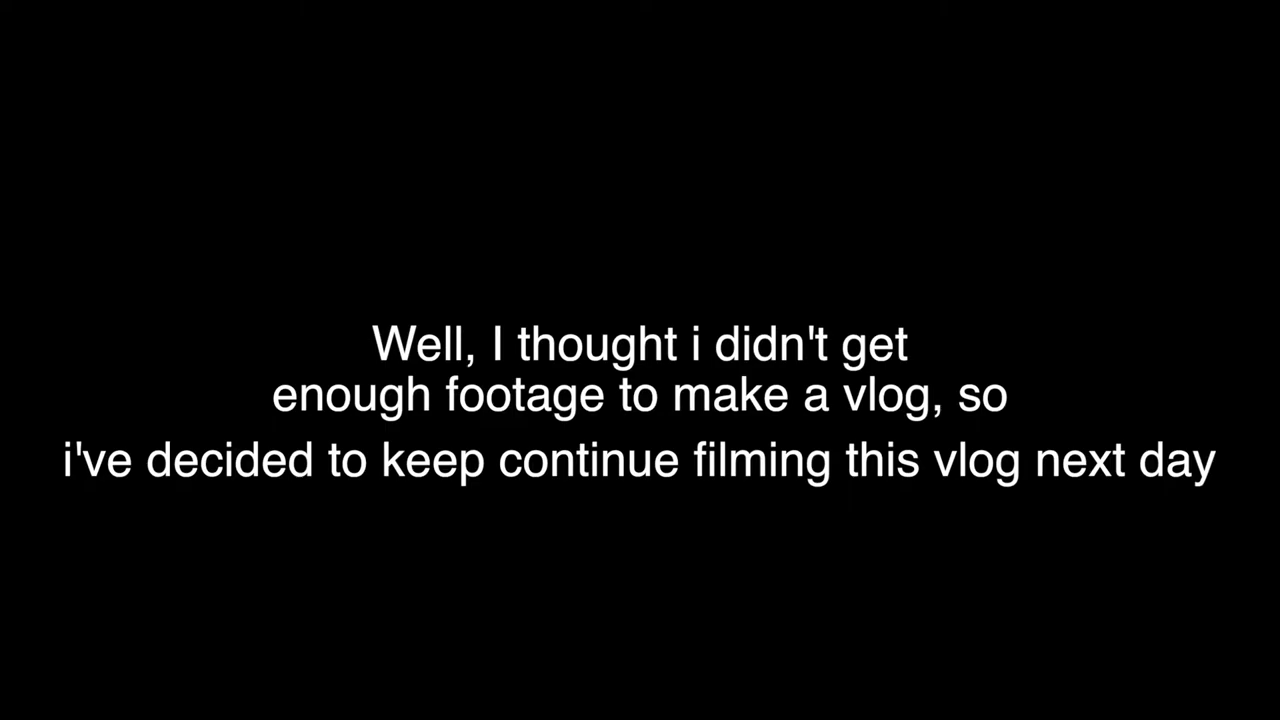 Well, I thought i didn't get
enough footage to make a vlog, so
i've decided to keep continue filming this vlog next day